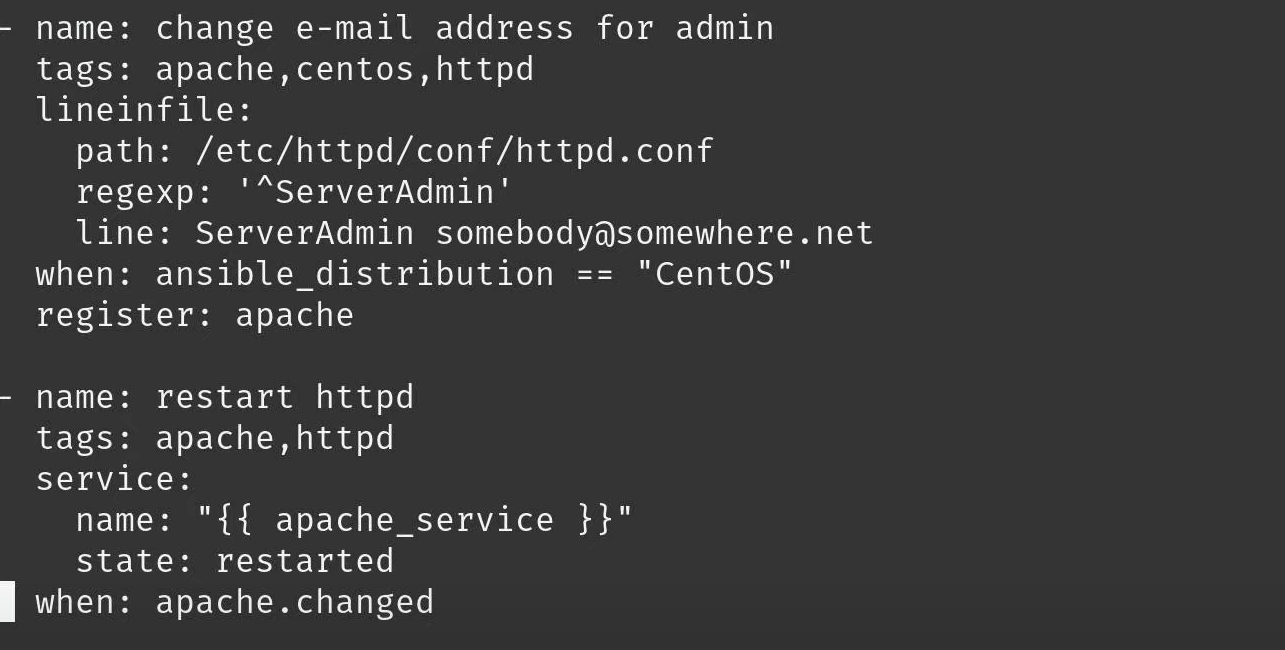 - name: change e-mail address for admin
  tags: apache,centos,httpd
  lineinfile:
    path: /etc/httpd/conf/httpd.conf
    regexp: '^ServerAdmin'
    line: ServerAdmin somebody@somewhere.net
  when: ansible_distribution == "CentOS"
  register: apache

- name: restart httpd
  tags: apache,httpd
  service:
    name: "{{ apache_service }}"
    state: restarted
  when: apache.changed